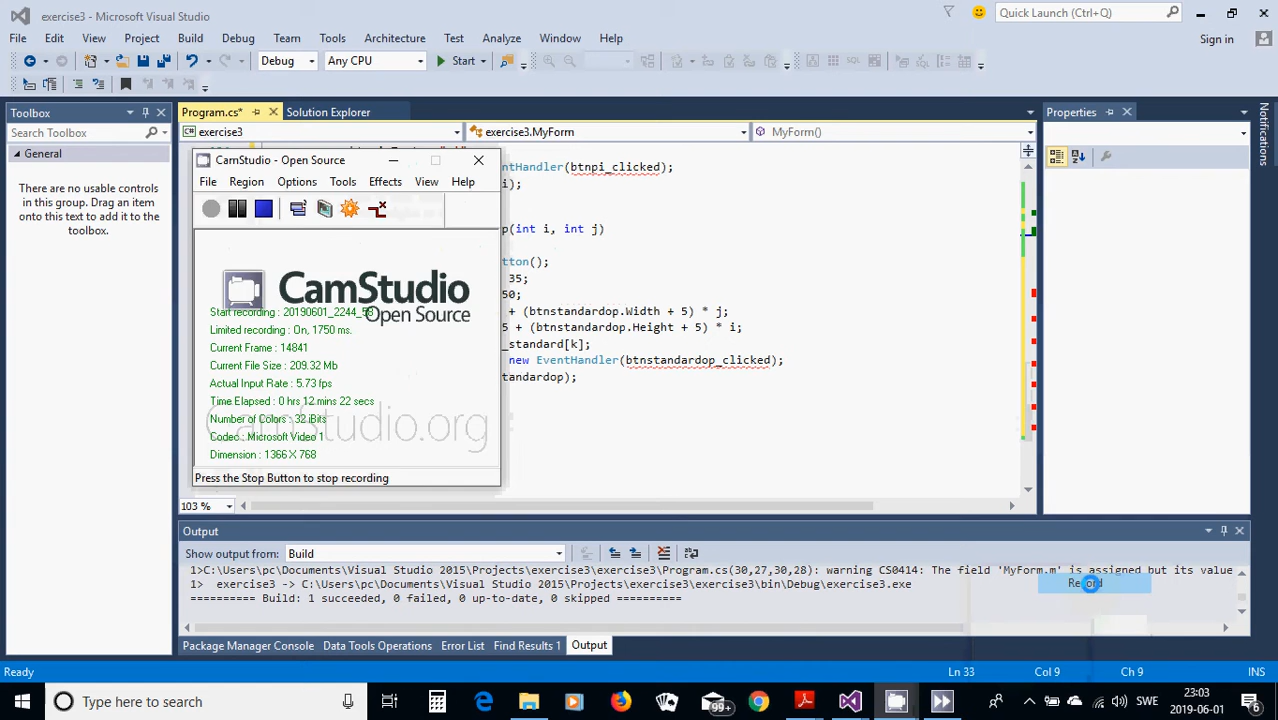 exercise3 - Microsoft Visual Studio
Quick Launch (Ctrl+Q)
File Edit View Project Build Debug Team Tools Architecture Test Analyze Window Help
Sign in
Debug Any CPU Start
Toolbox
Search Toolbox
General
There are no usable controls
in this group. Drag an item
onto this text to add it to the
toolbox.
Program.cs* Solution Explorer
exercise3 exercise3.MyForm MyForm()
ntHandler(btnpi_clicked);
i);
p(int i, int j)
tton();
35;
50;
+ (btnstandardop.Width + 5) * j;
5 + (btnstandardop.Height + 5) * i;
_standard[k];
new EventHandler(btnstandardop_clicked);
tandardop);
103 %
CamStudio - Open Source
File Region Options Tools Effects View Help
CamStudio
Open Source
Start recording : 20190601_2244_58
Limited recording : On, 1750 ms.
Current Frame : 14841
Current File Size : 209.32 Mb
Actual Input Rate : 5.73 fps
Time Elapsed : 0 hrs 12 mins 22 secs
Number of Colors : 32 Bits
CamStudio.org
Codec : Microsoft Video 1
Dimension : 1366 X 768
Press the Stop Button to stop recording
Properties
Notifications
Output
Show output from: Build
1>C:\Users\pc\Documents\Visual Studio 2015\Projects\exercise3\exercise3\Program.cs(30,27,30,28): warning CS0414: The field 'MyForm.m' is assigned but its value
1> exercise3 -> C:\Users\pc\Documents\Visual Studio 2015\Projects\exercise3\exercise3\bin\Debug\exercise3.exe
========== Build: 1 succeeded, 0 failed, 0 up-to-date, 0 skipped ==========
Record
Package Manager Console Data Tools Operations Error List Find Results 1 Output
Ready Ln 33 Col 9 Ch 9 INS
Type here to search
99+
SWE
23:03
2019-06-01
6